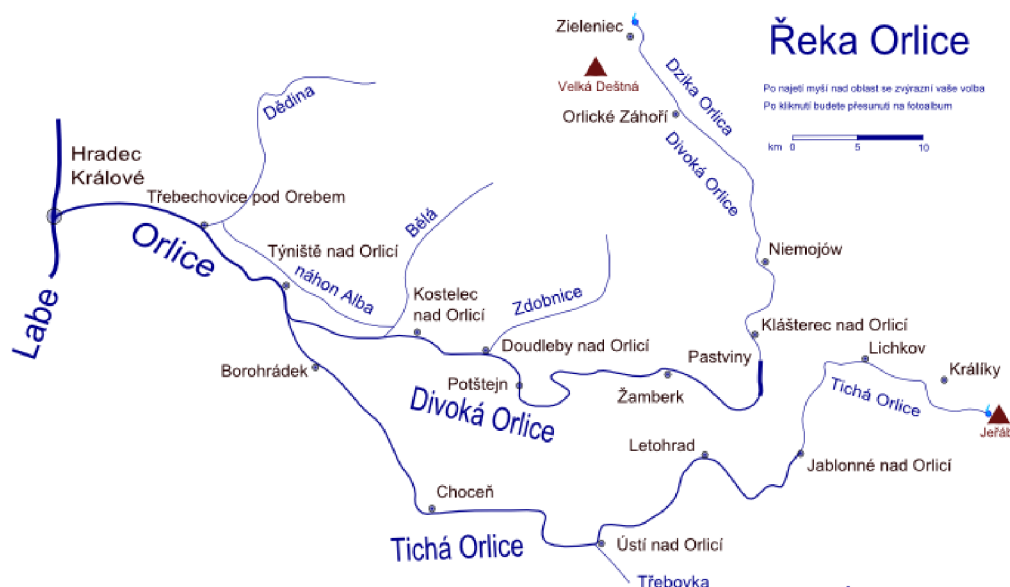 Řeka Orlice
Po najetí myší nad oblast se zvýrazní vaše volba
Po kliknutí budete přesunuti na fotoalbum
km 0 5 10
Zieleniec
Velká Deštná
Dzika Orlica
Orlické Záhoří
Divoká Orlice
Dědina
Hradec
Králové
Třebechovice pod Orebem
Orlice
Labe
Týniště nad Orlicí
náhon Alba
Bělá
Kostelec
nad Orlicí
Zdobnice
Niemojów
Klášterec nad Orlicí
Doudleby nad Orlicí
Pastviny
Lichkov
Králíky
Borohrádek
Potštejn
Žamberk
Tichá Orlice
Jeřáb
Divoká Orlice
Letohrad
Jablonné nad Orlicí
Choceň
Tichá Orlice
Ústí nad Orlicí
Třebovka